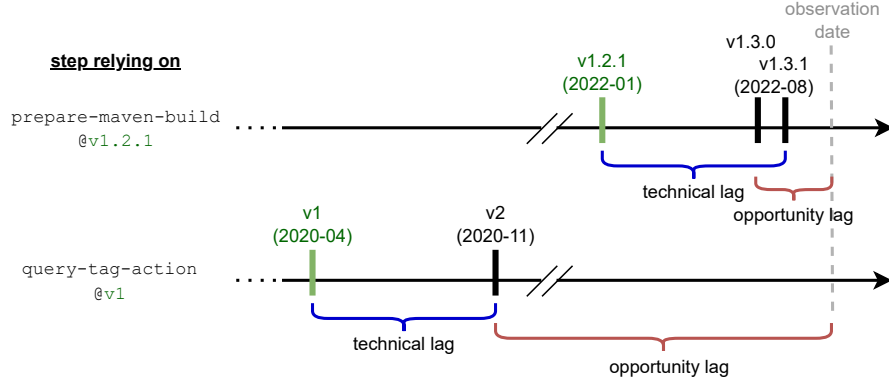 observation
date
step relying on
v1.3.0
v1.2.1
(2022-01)
v1.3.1
(2022-08)
prepare-maven-build
@v1.2.1
technical lag
opportunity lag
v1
(2020-04)
v2
(2020-11)
query-tag-action
@v1
technical lag
opportunity lag